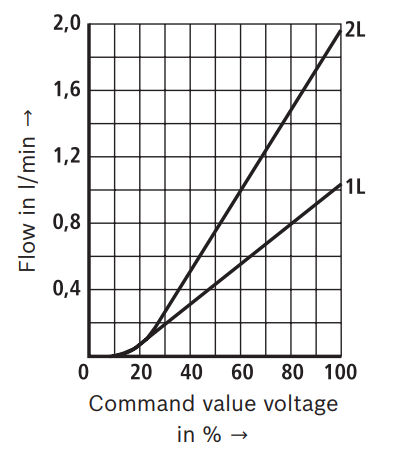 2,0
2L
1,6
1,2
1L
0,8
0,4
Flow in l/min →
0 20 40 60 80 100
Command value voltage
in % →